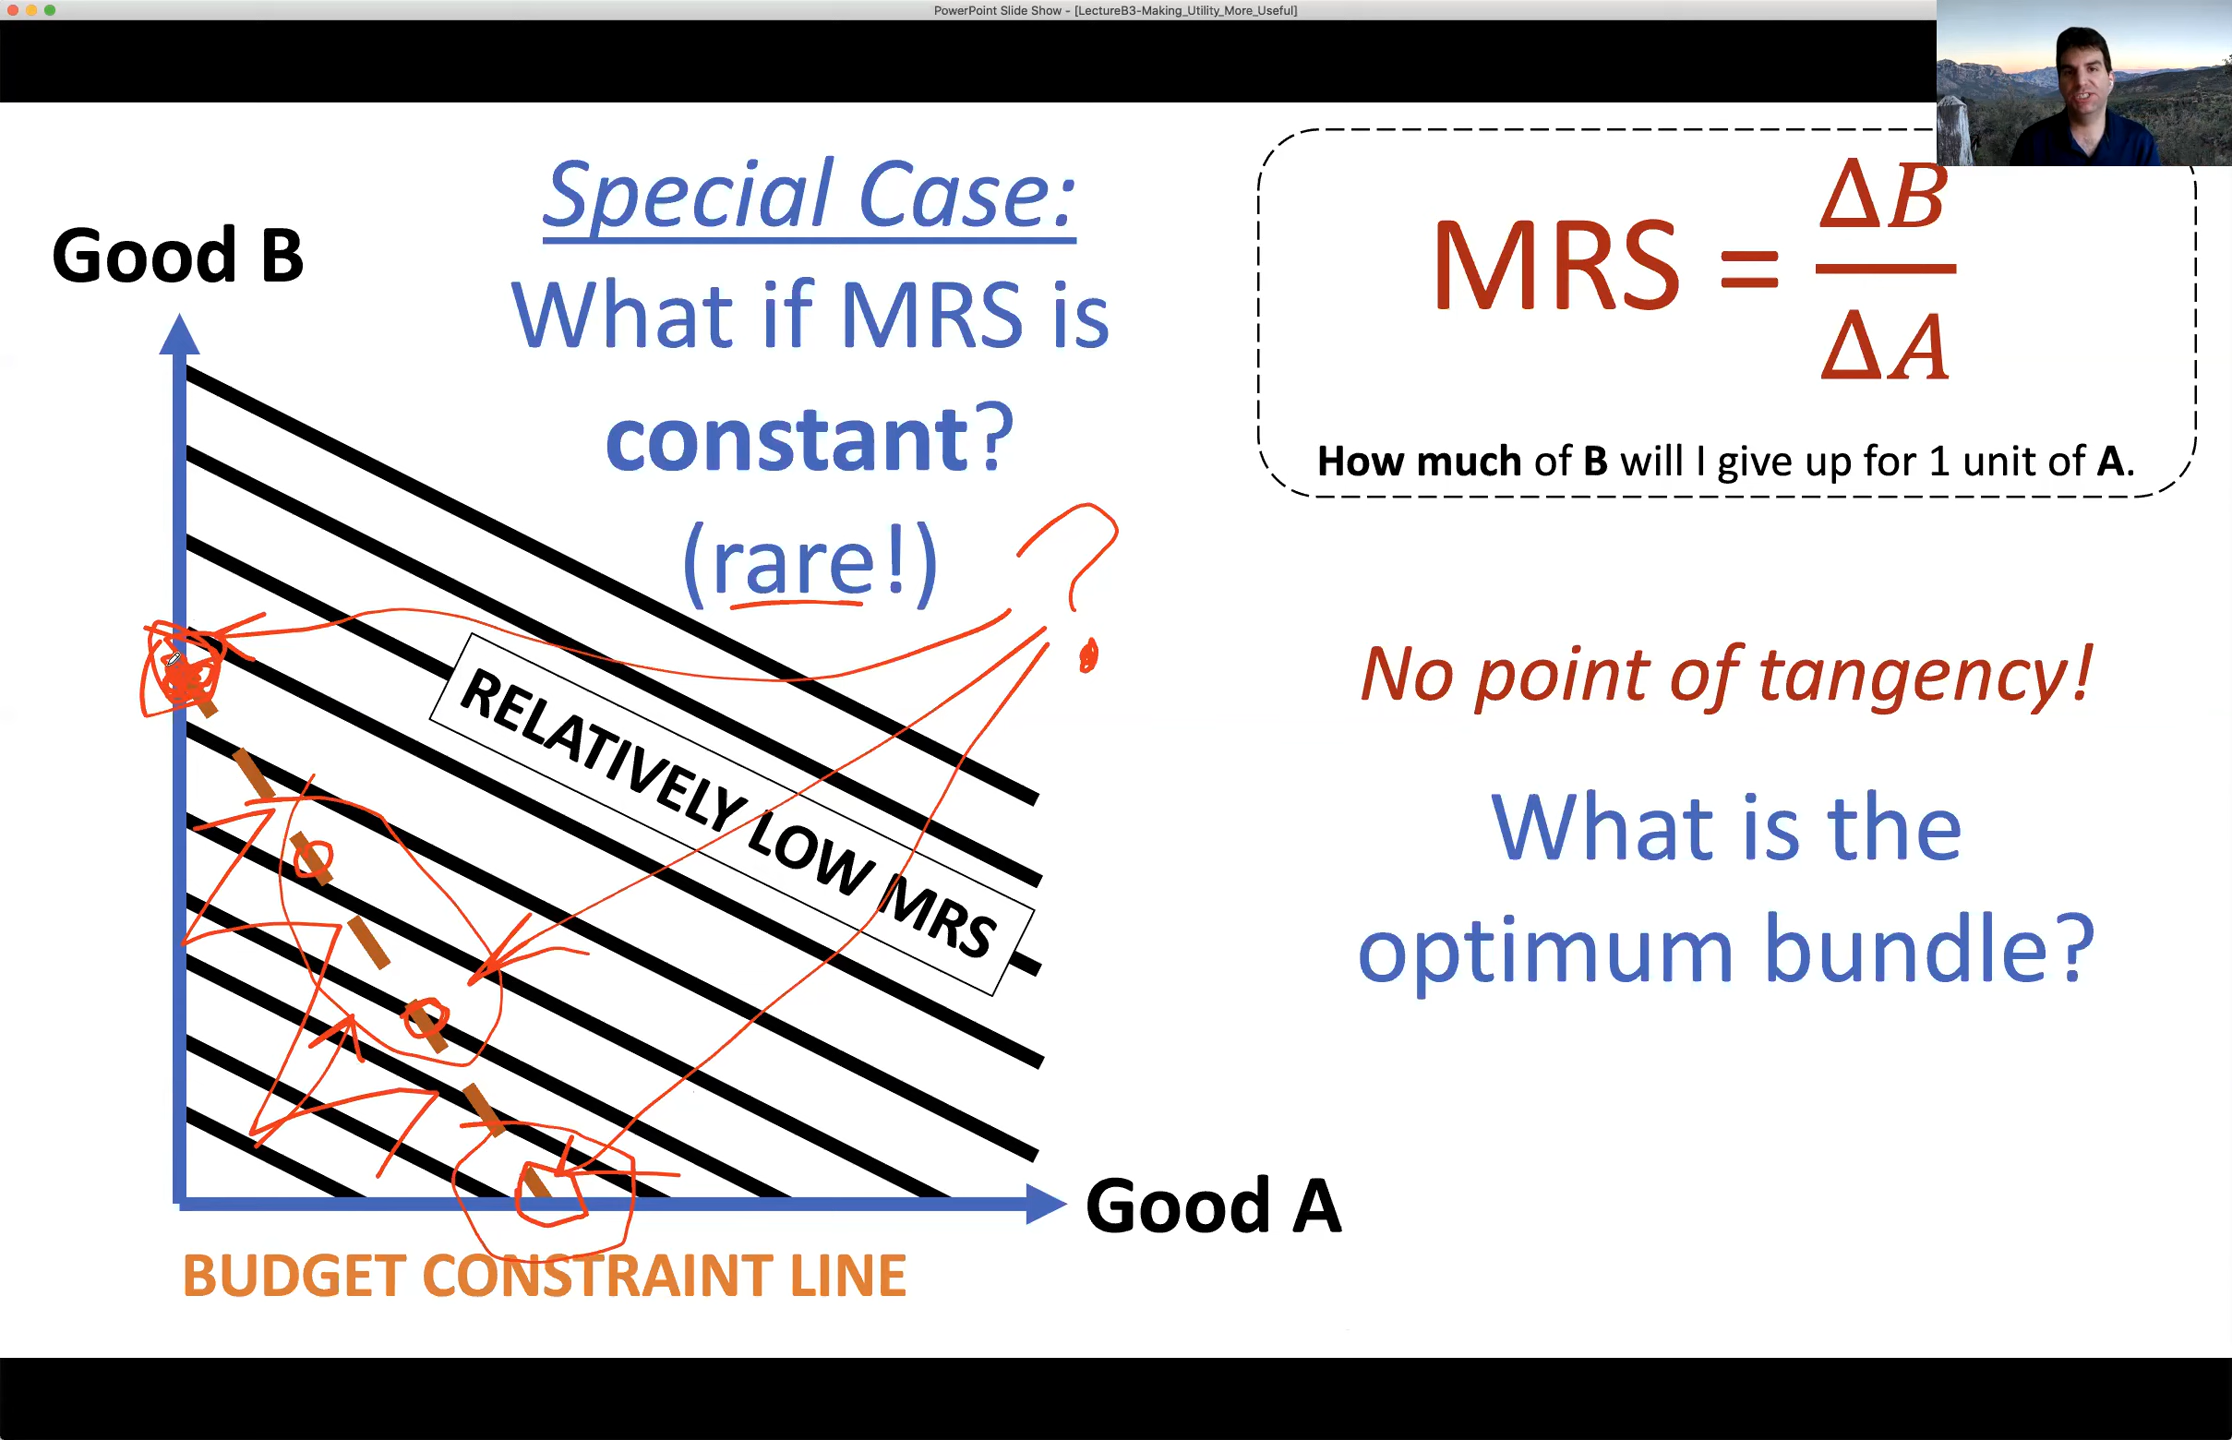 PowerPoint Slide Show - [LectureB3-Making_Utility_More_Useful]
Special Case:
What if MRS is
constant?
(rare!)
Good B
RELATIVELY LOW MRS
Good A
BUDGET CONSTRAINT LINE
MRS = ΔB/ΔA
How much of B will I give up for 1 unit of A.
?
No point of tangency!
What is the
optimum bundle?